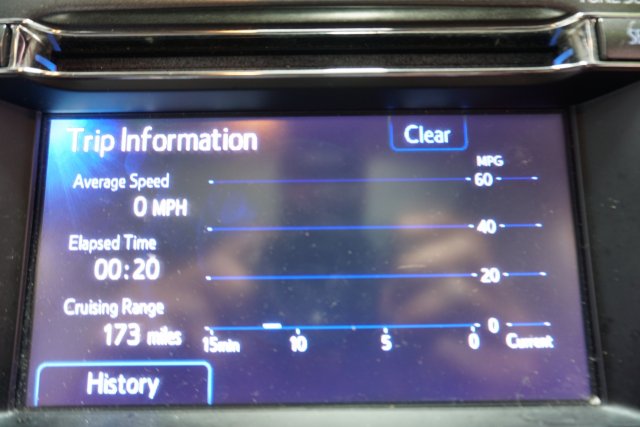 Trip Information
Clear
Average Speed
0 MPH
Elapsed Time
00:20
Cruising Range
173 miles
History
MPG
60
40
20
0
15min 10 5 0 Current